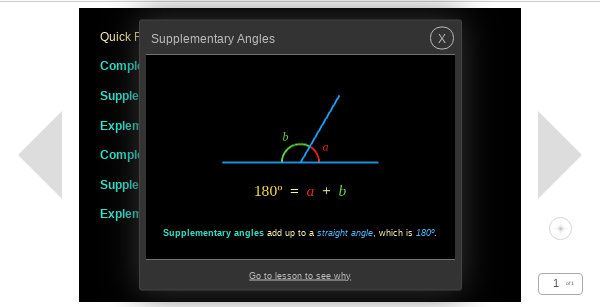 Quick
Supplementary Angles
X
Comple
Supple
Explem
Comple
Supple
Explem
b
a
180º = a + b
Supplementary angles add up to a straight angle, which is 180º.
Go to lesson to see why
1 of 1